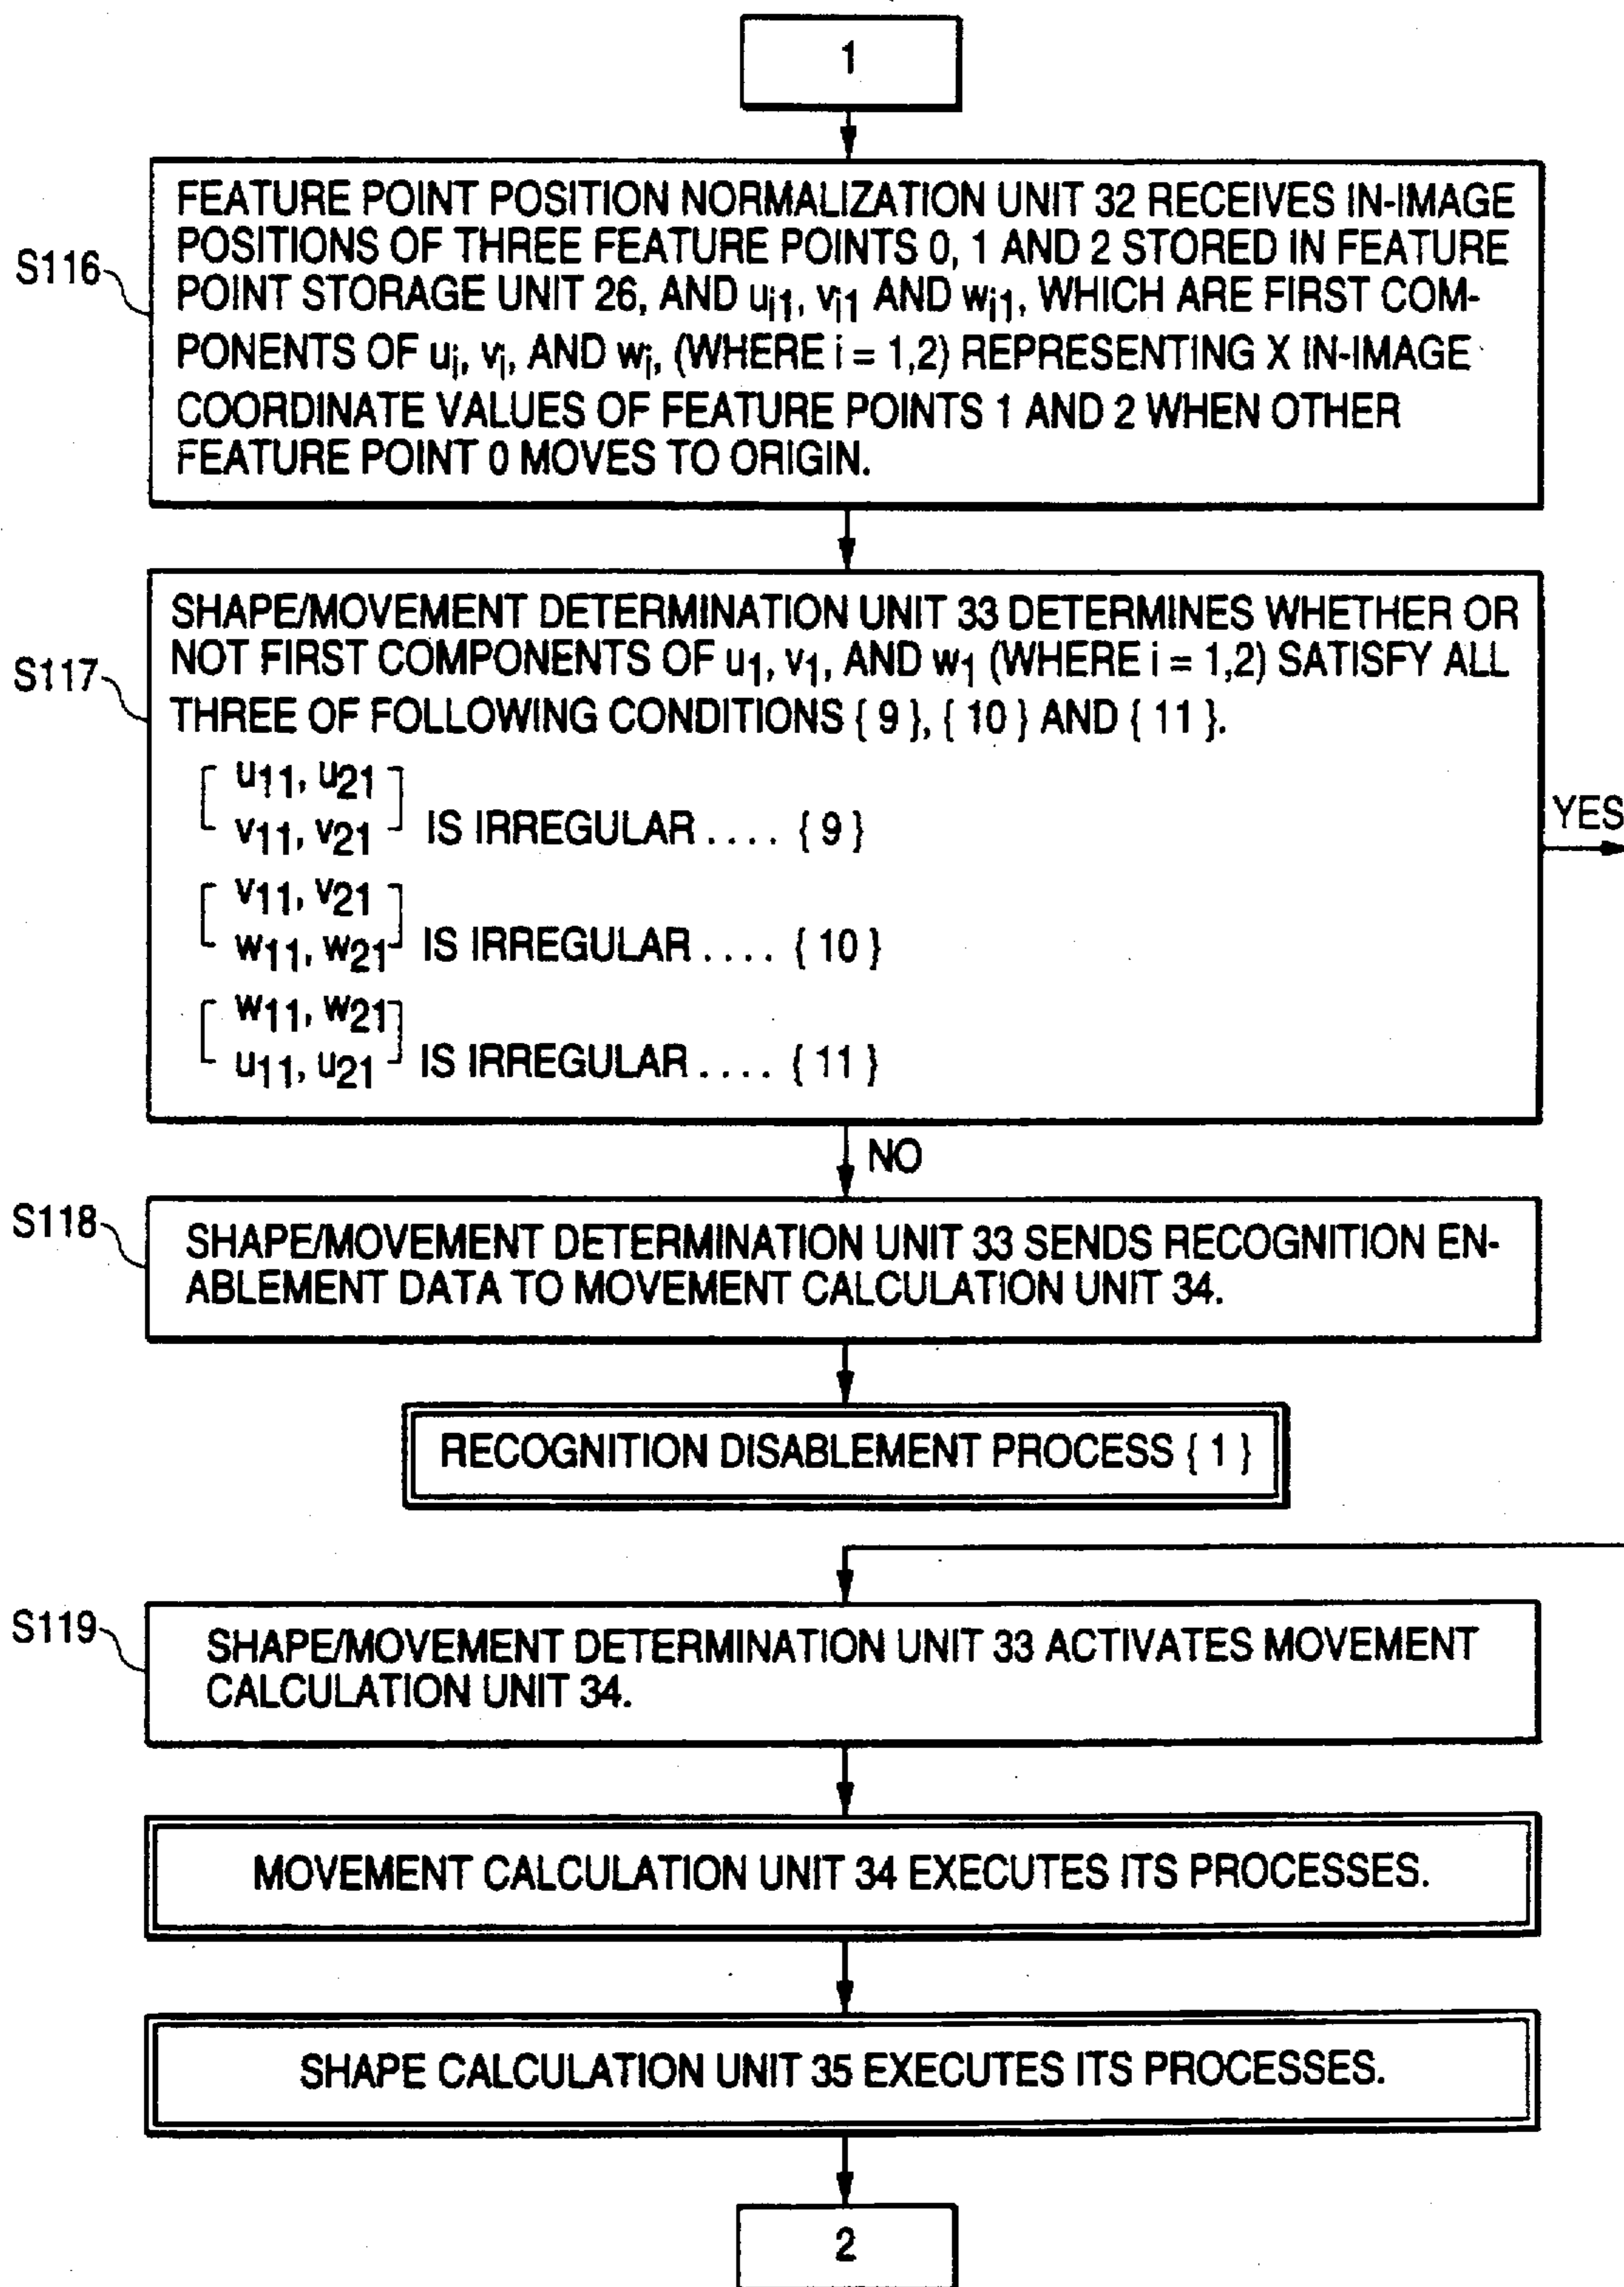 1
S116
FEATURE POINT POSITION NORMALIZATION UNIT 32 RECEIVES IN-IMAGE
POSITIONS OF THREE FEATURE POINTS 0, 1 AND 2 STORED IN FEATURE
POINT STORAGE UNIT 26, AND ui1, vi1 AND wi1, WHICH ARE FIRST COM-
PONENTS OF ui, vi, AND wi, (WHERE i = 1,2) REPRESENTING X IN-IMAGE
COORDINATE VALUES OF FEATURE POINTS 1 AND 2 WHEN OTHER
FEATURE POINT 0 MOVES TO ORIGIN.
S117
SHAPE/MOVEMENT DETERMINATION UNIT 33 DETERMINES WHETHER OR
NOT FIRST COMPONENTS OF u1, v1, AND w1 (WHERE i = 1,2) SATISFY ALL
THREE OF FOLLOWING CONDITIONS { 9 }, { 10 } AND { 11 }.
u11, u21
v11, v21 IS IRREGULAR .... { 9 }
YES
v11, v21
w11, w21 IS IRREGULAR .... { 10 }
w11, w21
u11, u21 IS IRREGULAR .... { 11 }
NO
S118
SHAPE/MOVEMENT DETERMINATION UNIT 33 SENDS RECOGNITION EN-
ABLEMENT DATA TO MOVEMENT CALCULATION UNIT 34.
RECOGNITION DISABLEMENT PROCESS { 1 }
S119
SHAPE/MOVEMENT DETERMINATION UNIT 33 ACTIVATES MOVEMENT
CALCULATION UNIT 34.
MOVEMENT CALCULATION UNIT 34 EXECUTES ITS PROCESSES.
SHAPE CALCULATION UNIT 35 EXECUTES ITS PROCESSES.
2